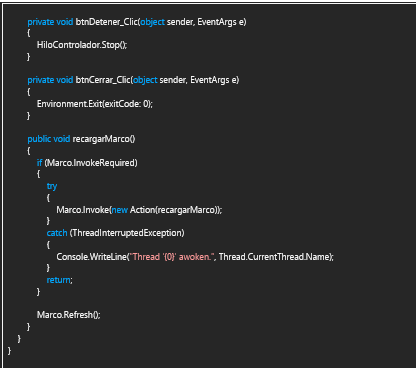 private void btnDetener_Clic(object sender, EventArgs e)
{
HiloControlador.Stop();
}
private void btnCerrar_Clic(object sender, EventArgs e)
{
Environment.Exit(exitCode: 0);
}
public void recargarMarco()
{
if (Marco.InvokeRequired)
{
try
{
Marco.Invoke(new Action(recargarMarco));
}
catch (ThreadInterruptedException)
{
Console.WriteLine("Thread '{0}' awoken.", Thread.CurrentThread.Name);
}
return;
}
Marco.Refresh();
}
}
}